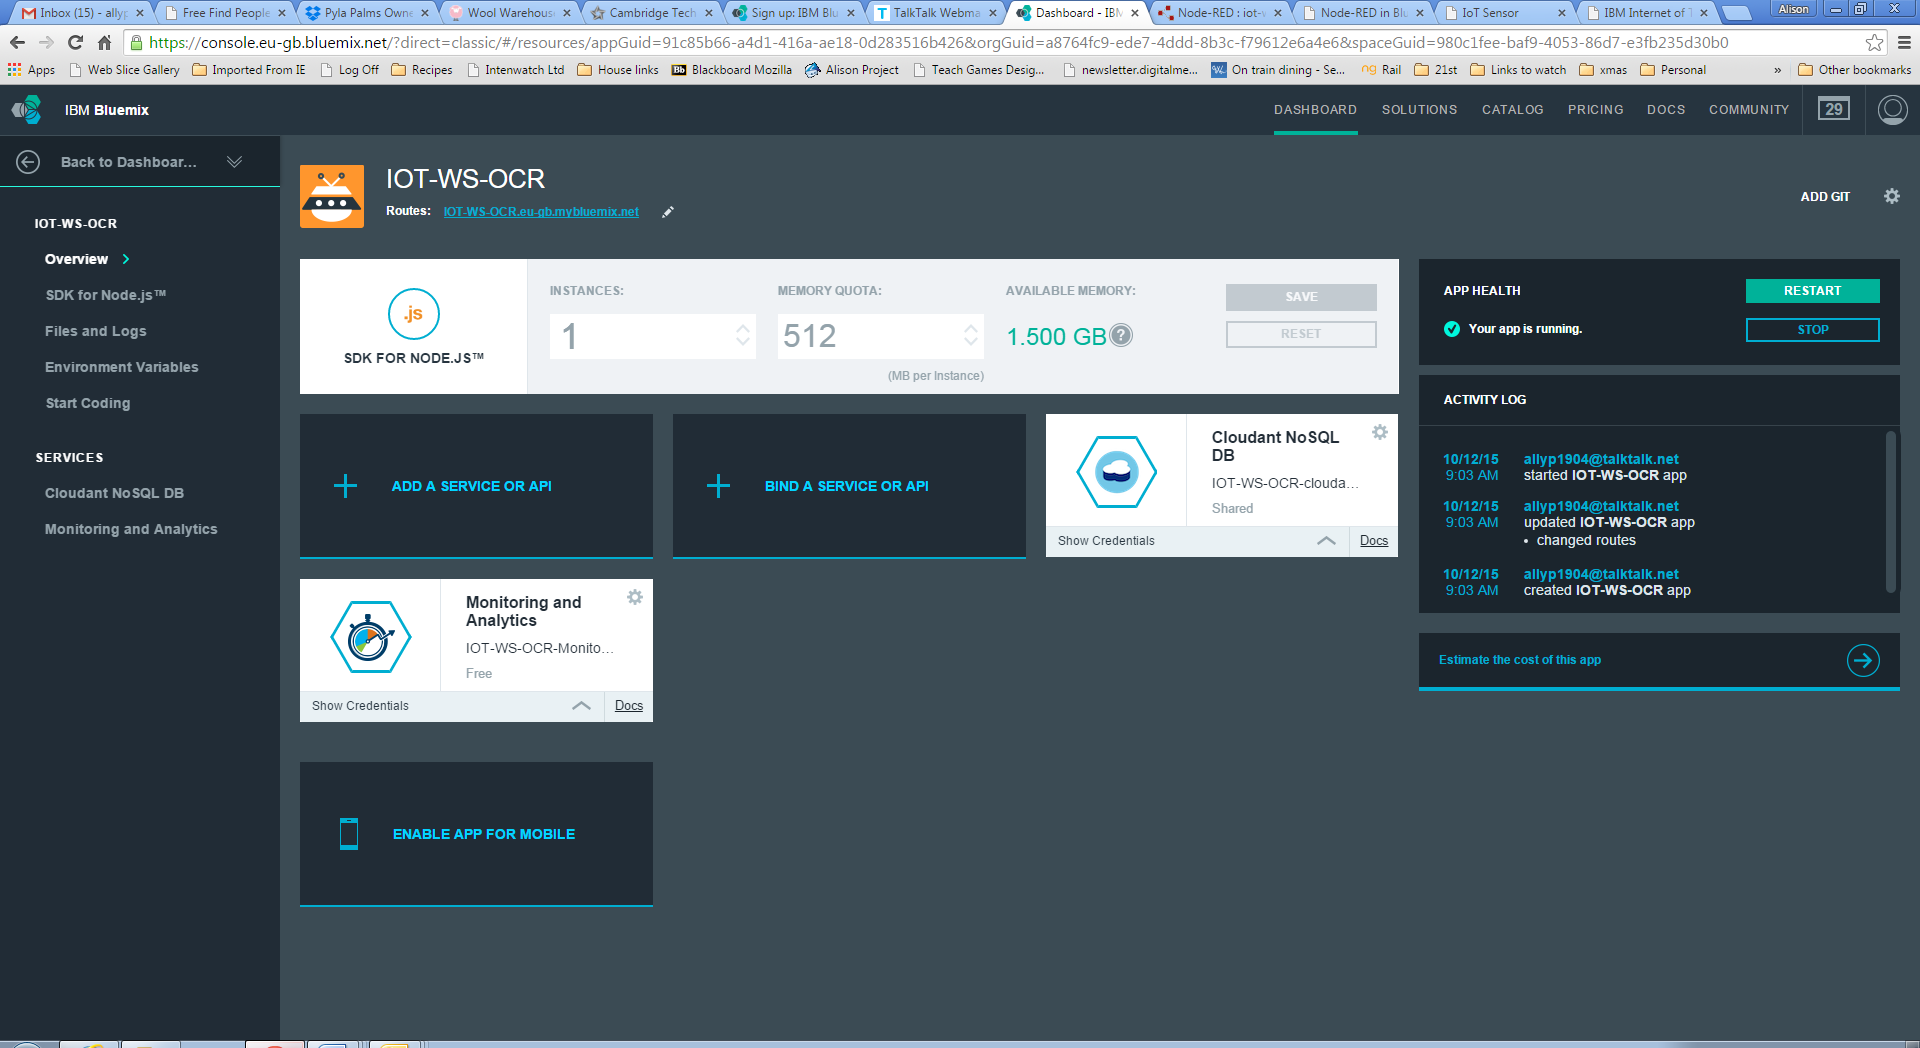 Inbox (15) - allyp
Free Find People
Pyla Palms Owne
Wool Warehouse
Cambridge Tech
Sign up: IBM Blu
TalkTalk Webma
Dashboard - IBM
Node-RED : iot-w
Node-RED in Blu
IoT Sensor
IBM Internet of T
Alison
https://console.eu-gb.bluemix.net/?direct=classic/#/resources/appGuid=91c85b66-a4d1-416a-ae18-0d283516b426&orgGuid=a8764fc9-ede7-4ddd-8b3c-f79612e6a4e6&spaceGuid=980c1fee-baf9-4053-86d7-e3fb235d30b0
Apps
Web Slice Gallery
Imported From IE
Log Off
Recipes
Intenwatch Ltd
House links
Bb Blackboard Mozilla
Alison Project
Teach Games Desig...
newsletter.digitalme...
On train dining - Se...
Rail
21st
Links to watch
xmas
Personal
»
Other bookmarks
IBM Bluemix
DASHBOARD
SOLUTIONS
CATALOG
PRICING
DOCS
COMMUNITY
29
Back to Dashboar...
IOT-WS-OCR
Overview
SDK for Node.js™
Files and Logs
Environment Variables
Start Coding
SERVICES
Cloudant NoSQL DB
Monitoring and Analytics
IOT-WS-OCR
Routes: IOT-WS-OCR.eu-gb.mybluemix.net
ADD GIT
.js
SDK FOR NODE.JS™
INSTANCES:
1
MEMORY QUOTA:
512
(MB per Instance)
AVAILABLE MEMORY:
1.500 GB ?
SAVE
RESET
ADD A SERVICE OR API
BIND A SERVICE OR API
Cloudant NoSQL
DB
IOT-WS-OCR-clouda...
Shared
Show Credentials
Docs
Monitoring and
Analytics
IOT-WS-OCR-Monito...
Free
Show Credentials
Docs
ENABLE APP FOR MOBILE
APP HEALTH
RESTART
Your app is running.
STOP
ACTIVITY LOG
10/12/15 allyp1904@talktalk.net
9:03 AM started IOT-WS-OCR app
10/12/15 allyp1904@talktalk.net
9:03 AM updated IOT-WS-OCR app
• changed routes
10/12/15 allyp1904@talktalk.net
9:03 AM created IOT-WS-OCR app
Estimate the cost of this app